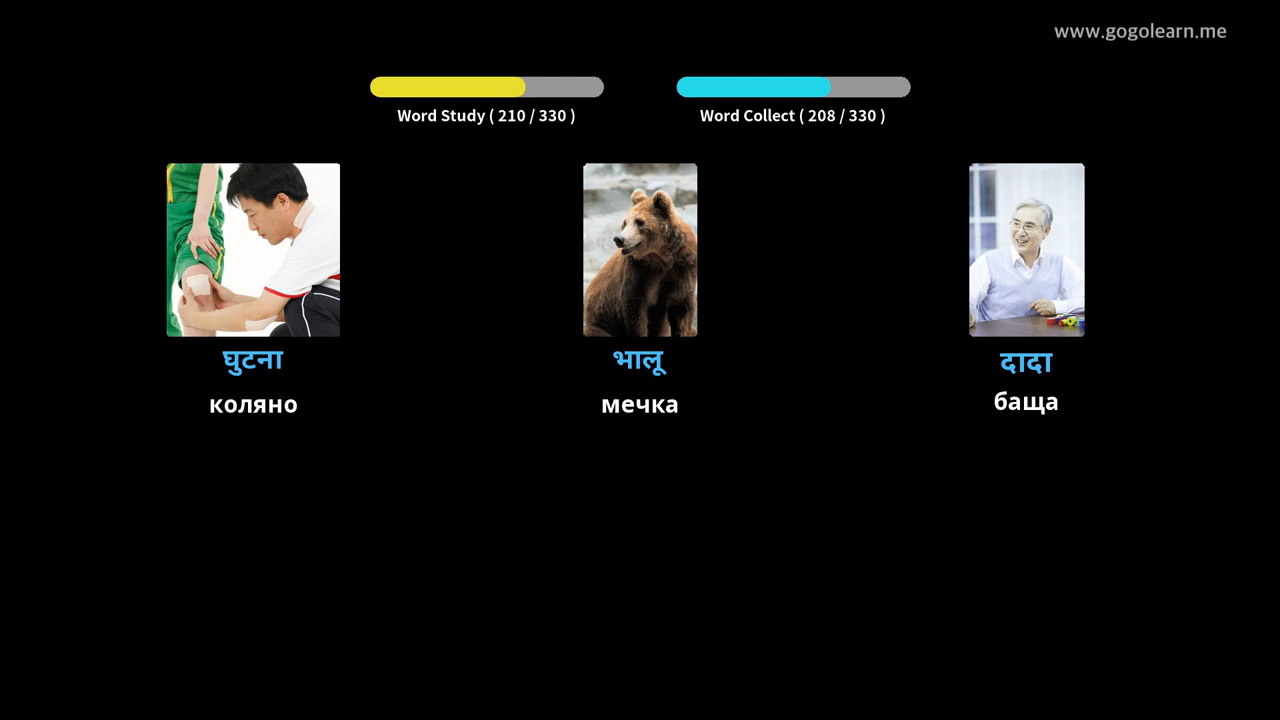 www.gogolearn.me
Word Study ( 210 / 330 )
Word Collect ( 208 / 330 )
घुटना
भालू
दादा
коляно
мечка
баща